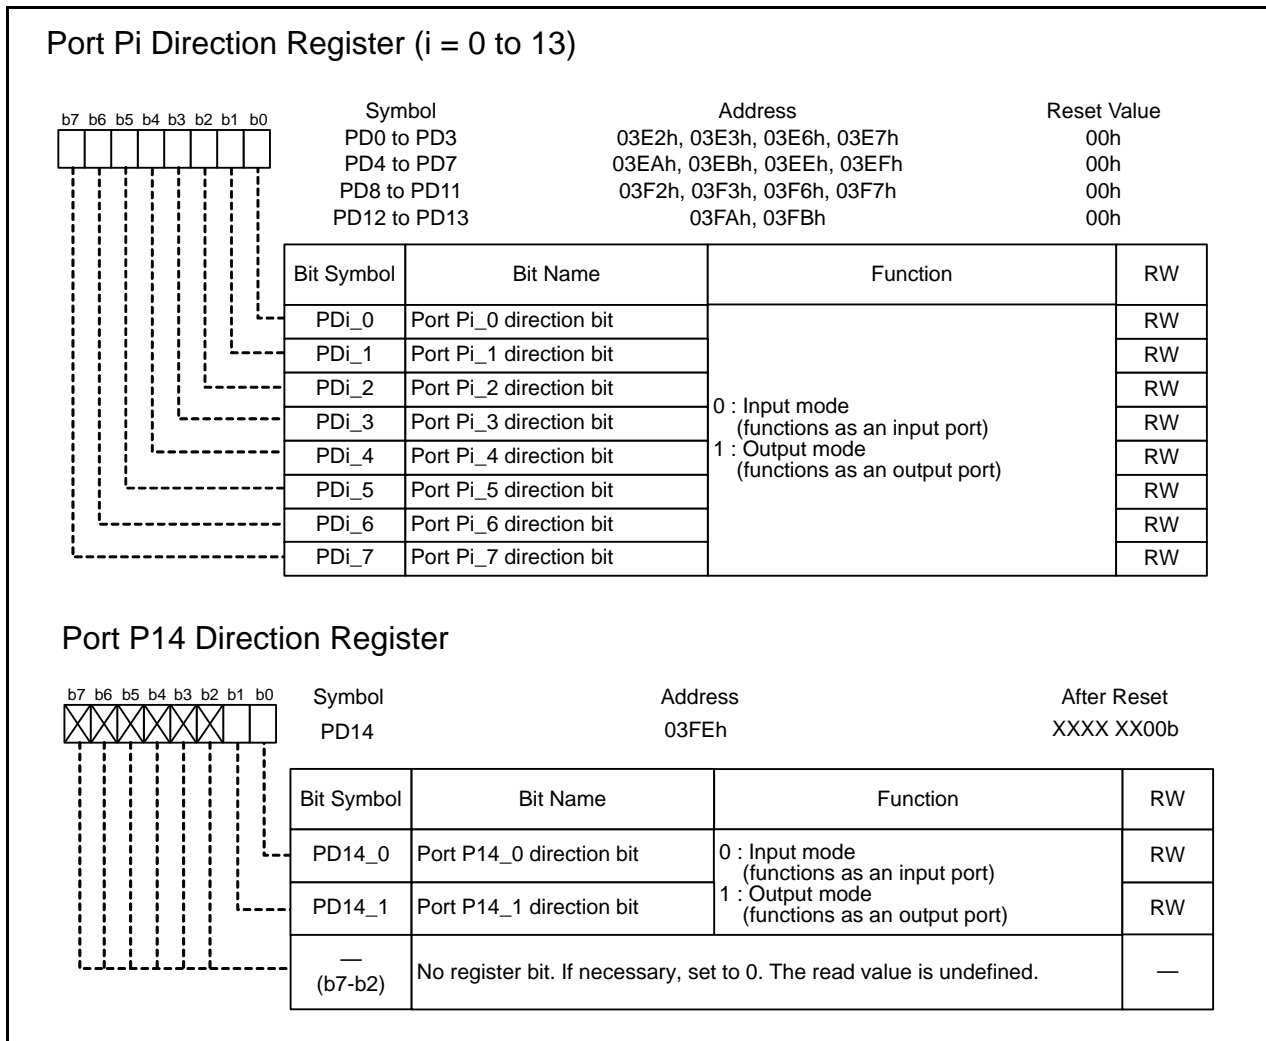 Port Pi Direction Register (i = 0 to 13)
b7 b6 b5 b4 b3 b2 b1 b0
Symbol Address Reset Value
PD0 to PD3 03E2h, 03E3h, 03E6h, 03E7h 00h
PD4 to PD7 03EAh, 03EBh, 03EEh, 03EFh 00h
PD8 to PD11 03F2h, 03F3h, 03F6h, 03F7h 00h
PD12 to PD13 03FAh, 03FBh 00h
Bit Symbol Bit Name Function RW
PDi_0 Port Pi_0 direction bit RW
PDi_1 Port Pi_1 direction bit RW
PDi_2 Port Pi_2 direction bit RW
0 : Input mode
PDi_3 Port Pi_3 direction bit (functions as an input port) RW
1 : Output mode
PDi_4 Port Pi_4 direction bit (functions as an output port) RW
PDi_5 Port Pi_5 direction bit RW
PDi_6 Port Pi_6 direction bit RW
PDi_7 Port Pi_7 direction bit RW
Port P14 Direction Register
b7 b6 b5 b4 b3 b2 b1 b0
Symbol Address After Reset
PD14 03FEh XXXX XX00b
Bit Symbol Bit Name Function RW
PD14_0 Port P14_0 direction bit 0 : Input mode RW
(functions as an input port)
1 : Output mode
PD14_1 Port P14_1 direction bit (functions as an output port) RW
—
(b7-b2) No register bit. If necessary, set to 0. The read value is undefined. —